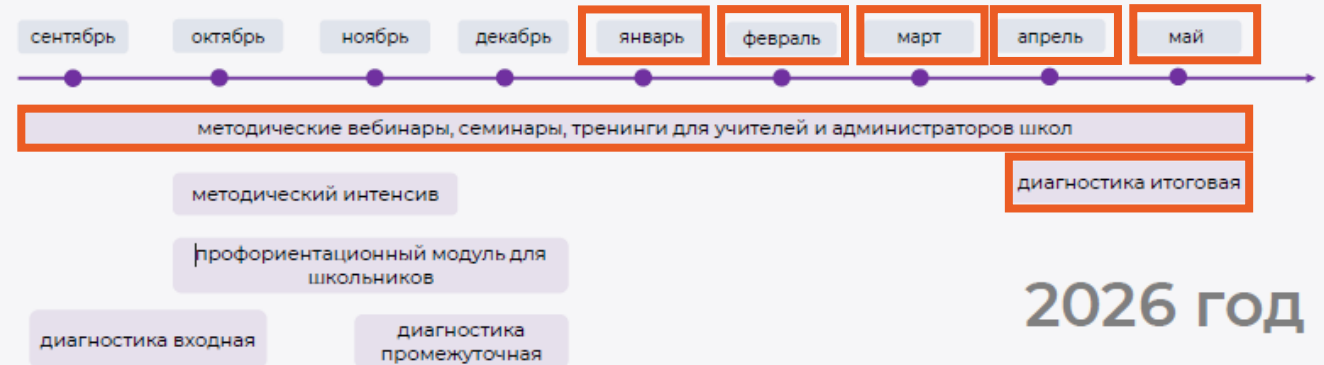 сентябрь
октябрь
ноябрь
декабрь
январь
февраль
март
апрель
май
методические вебинары, семинары, тренинги для учителей и администраторов школ
диагностика итоговая
методический интенсив
профориентационный модуль для
школьников
2026 год
диагностика входная
диагностика
промежуточная